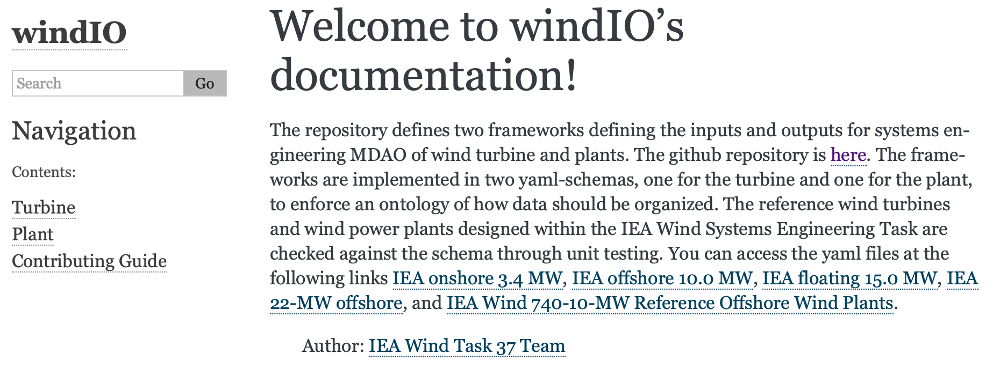 windIO
Search
Go
Navigation
Contents:
Turbine
Plant
Contributing Guide
Welcome to windIO’s
documentation!
The repository defines two frameworks defining the inputs and outputs for systems en-
gineering MDAO of wind turbine and plants. The github repository is here. The frame-
works are implemented in two yaml-schemas, one for the turbine and one for the plant,
to enforce an ontology of how data should be organized. The reference wind turbines
and wind power plants designed within the IEA Wind Systems Engineering Task are
checked against the schema through unit testing. You can access the yaml files at the
following links IEA onshore 3.4 MW, IEA offshore 10.0 MW, IEA floating 15.0 MW, IEA
22-MW offshore, and IEA Wind 740-10-MW Reference Offshore Wind Plants.
Author: IEA Wind Task 37 Team